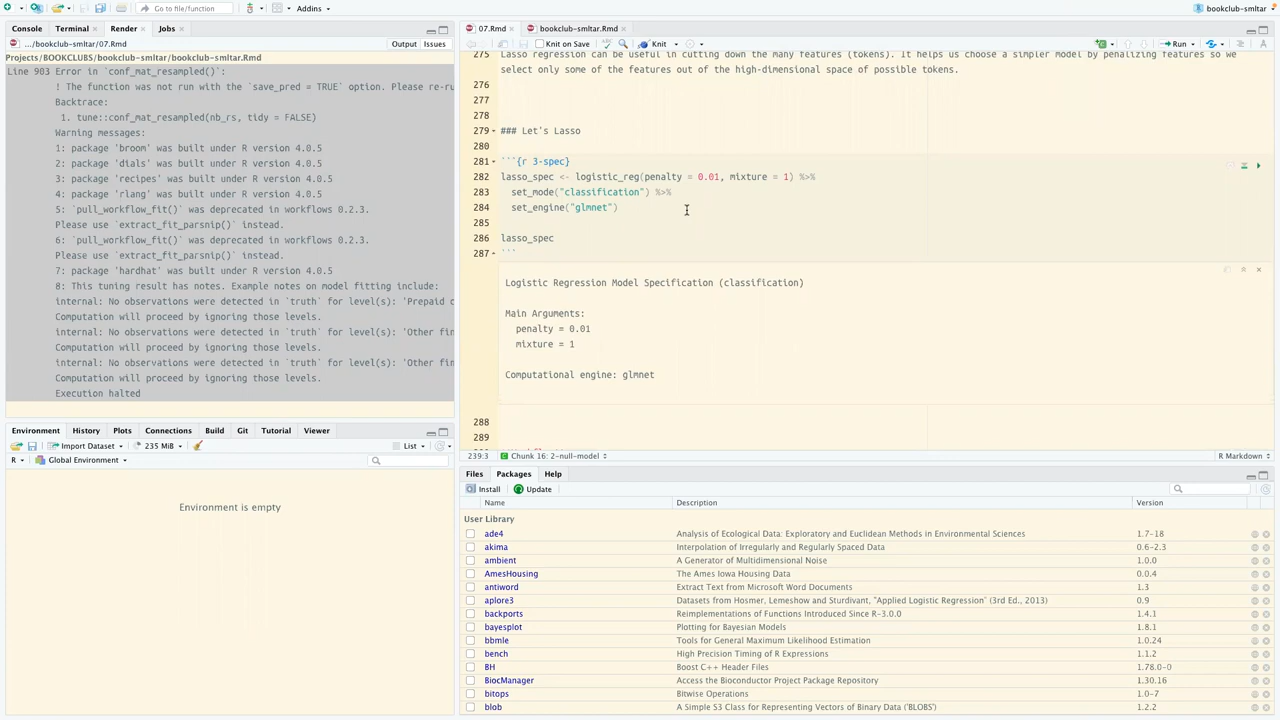 Go to file/function
Addins
bookclub-smltar
Console Terminal Render Jobs
.../bookclub-smltar/07.Rmd
Output Issues
Projects/BOOKCLUBS/bookclub-smltar/bookclub-smltar.Rmd
Line 903 Error in `conf_mat_resampled()`:
! The function was not run with the `save_pred = TRUE` option. Please re-ru
Backtrace:
1. tune::conf_mat_resampled(nb_rs, tidy = FALSE)
Warning messages:
1: package 'broom' was built under R version 4.0.5
2: package 'dials' was built under R version 4.0.5
3: package 'recipes' was built under R version 4.0.5
4: package 'rlang' was built under R version 4.0.5
5: `pull_workflow_fit()` was deprecated in workflows 0.2.3.
Please use `extract_fit_parsnip()` instead.
6: `pull_workflow_fit()` was deprecated in workflows 0.2.3.
Please use `extract_fit_parsnip()` instead.
7: package 'hardhat' was built under R version 4.0.5
8: This tuning result has notes. Example notes on model fitting include:
internal: No observations were detected in `truth` for level(s): 'Prepaid c
Computation will proceed by ignoring those levels.
internal: No observations were detected in `truth` for level(s): 'Other fin
Computation will proceed by ignoring those levels.
internal: No observations were detected in `truth` for level(s): 'Other fin
Computation will proceed by ignoring those levels.
Execution halted
Environment History Plots Connections Build Git Tutorial Viewer
Import Dataset 235 MiB List
R Global Environment
Environment is empty
07.Rmd bookclub-smltar.Rmd
Knit on Save Knit Run
275 Lasso regression can be useful in cutting down the many features (tokens). It helps us choose a simpler model by penalizing features so we
select only some of the features out of the high-dimensional space of possible tokens.
276
277
278
279 ### Let's Lasso
280
281 ```{r 3-spec}
282 lasso_spec <- logistic_reg(penalty = 0.01, mixture = 1) %>%
283 set_mode("classification") %>%
284 set_engine("glmnet")
285
286 lasso_spec
287 ```
Logistic Regression Model Specification (classification)
Main Arguments:
penalty = 0.01
mixture = 1
Computational engine: glmnet
288
289
239:3 Chunk 16: 2-null-model R Markdown
Files Packages Help
Install Update
Name Description Version
User Library
ade4 Analysis of Ecological Data: Exploratory and Euclidean Methods in Environmental Sciences 1.7-18
akima Interpolation of Irregularly and Regularly Spaced Data 0.6-2.3
ambient A Generator of Multidimensional Noise 1.0.0
AmesHousing The Ames Iowa Housing Data 0.0.4
antiword Extract Text from Microsoft Word Documents 1.3
aplore3 Datasets from Hosmer, Lemeshow and Sturdivant, "Applied Logistic Regression" (3rd Ed., 2013) 0.9
backports Reimplementations of Functions Introduced Since R-3.0.0 1.4.1
bayesplot Plotting for Bayesian Models 1.8.1
bbmle Tools for General Maximum Likelihood Estimation 1.0.24
bench High Precision Timing of R Expressions 1.1.2
BH Boost C++ Header Files 1.78.0-0
BiocManager Access the Bioconductor Project Package Repository 1.30.16
bitops Bitwise Operations 1.0-7
blob A Simple S3 Class for Representing Vectors of Binary Data ('BLOBS') 1.2.2